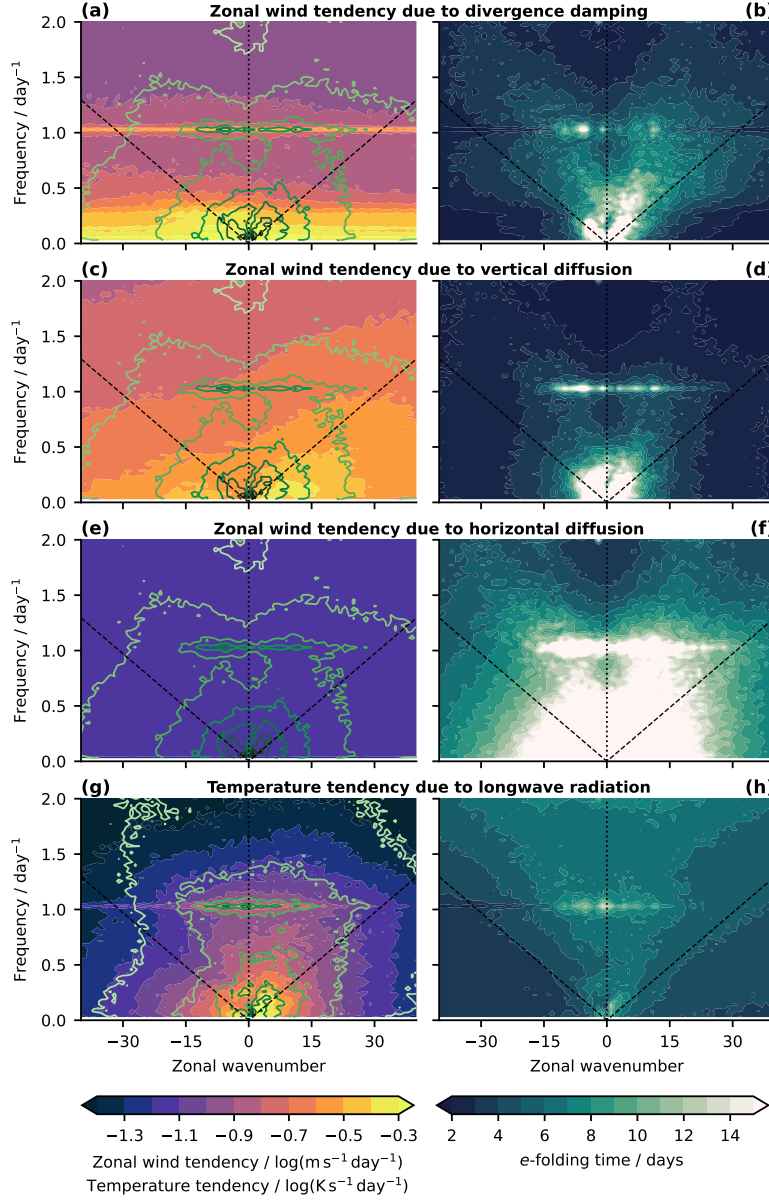 (a) Zonal wind tendency due to divergence damping (b)
2.0
1.5
1.0
0.5
0.0
Frequency / day⁻¹
(c) Zonal wind tendency due to vertical diffusion (d)
2.0
1.5
1.0
0.5
0.0
Frequency / day⁻¹
(e) Zonal wind tendency due to horizontal diffusion (f)
2.0
1.5
1.0
0.5
0.0
Frequency / day⁻¹
(g) Temperature tendency due to longwave radiation (h)
2.0
1.5
1.0
0.5
0.0
Frequency / day⁻¹
−30 −15 0 15 30 −30 −15 0 15 30
Zonal wavenumber Zonal wavenumber
−1.3 −1.1 −0.9 −0.7 −0.5 −0.3 2 4 6 8 10 12 14
Zonal wind tendency / log(m s⁻¹ day⁻¹) e-folding time / days
Temperature tendency / log(K s⁻¹ day⁻¹)